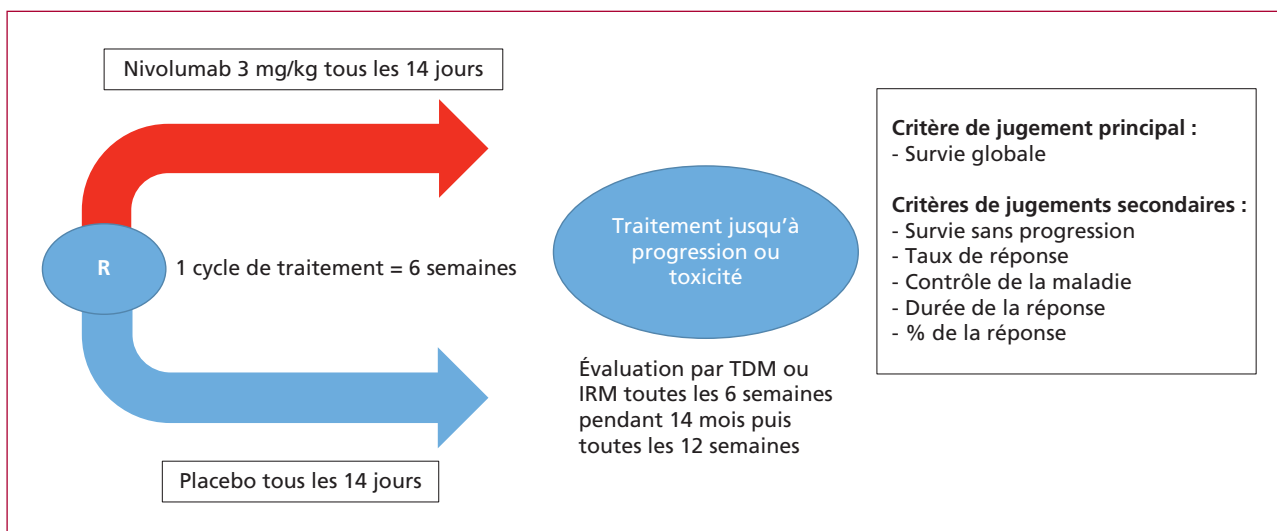 Nivolumab 3 mg/kg tous les 14 jours
R
1 cycle de traitement = 6 semaines
Placebo tous les 14 jours
Traitement jusqu'à
progression ou
toxicité
Évaluation par TDM ou
IRM toutes les 6 semaines
pendant 14 mois puis
toutes les 12 semaines
Critère de jugement principal :
- Survie globale
Critères de jugements secondaires :
- Survie sans progression
- Taux de réponse
- Contrôle de la maladie
- Durée de la réponse
- % de la réponse